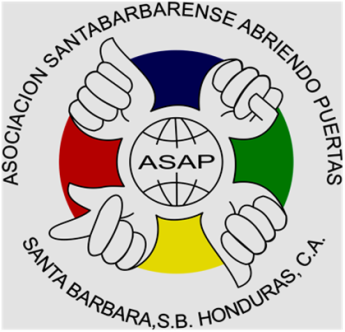 ASOCIACION SANTABARBARENSE ABRIENDO PUERTAS
ASAP
SANTA BARBARA,S.B. HONDURAS, C.A.